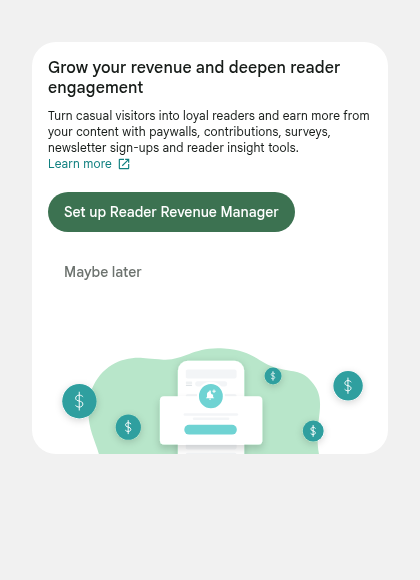 Grow your revenue and deepen reader
engagement
Turn casual visitors into loyal readers and earn more from
your content with paywalls, contributions, surveys,
newsletter sign-ups and reader insight tools.
Learn more
Set up Reader Revenue Manager
Maybe later
$
$
$
$
$